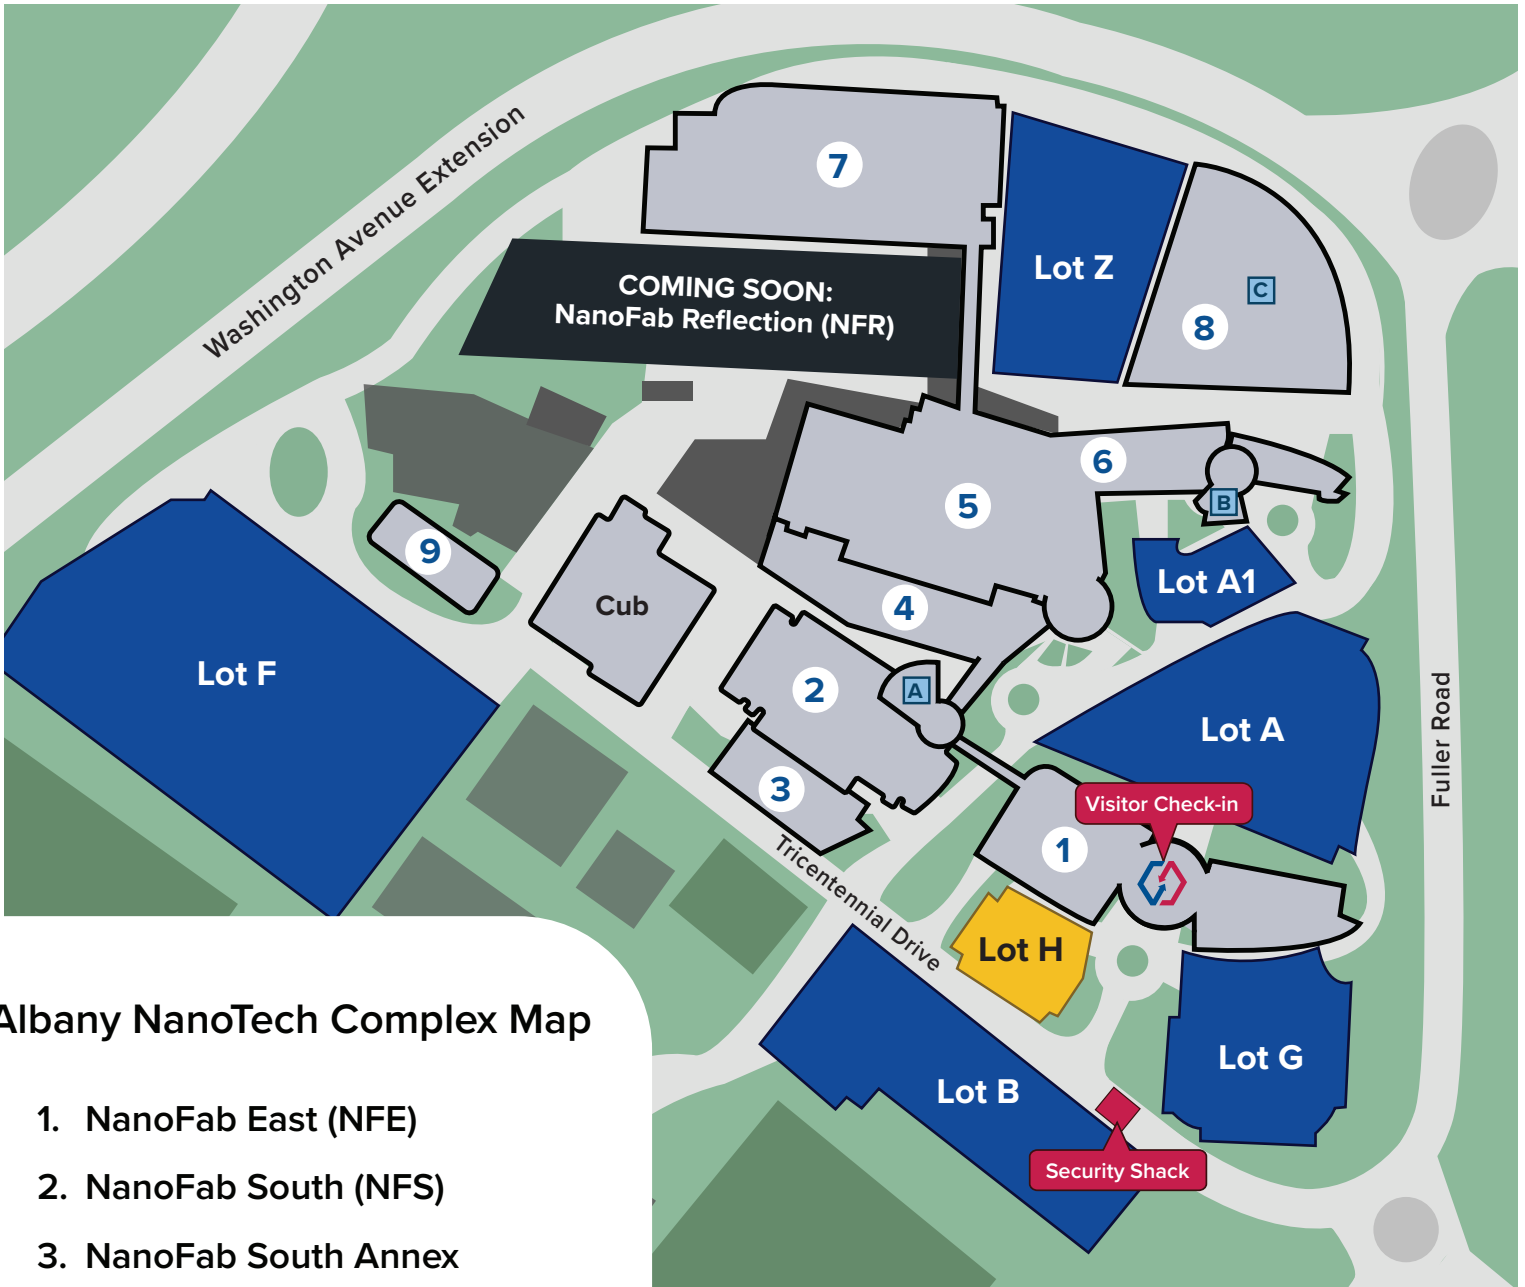 Washington Avenue Extension
7
COMING SOON:
NanoFab Reflection (NFR)
Lot Z
C
8
6
5
B
9
Cub
4
Lot A1
Lot F
2
A
3
Lot A
Fuller Road
Visitor Check-in
1
Tricentennial Drive
Lot H
Lot B
Lot G
Security Shack
Albany NanoTech Complex Map
1. NanoFab East (NFE)
2. NanoFab South (NFS)
3. NanoFab South Annex